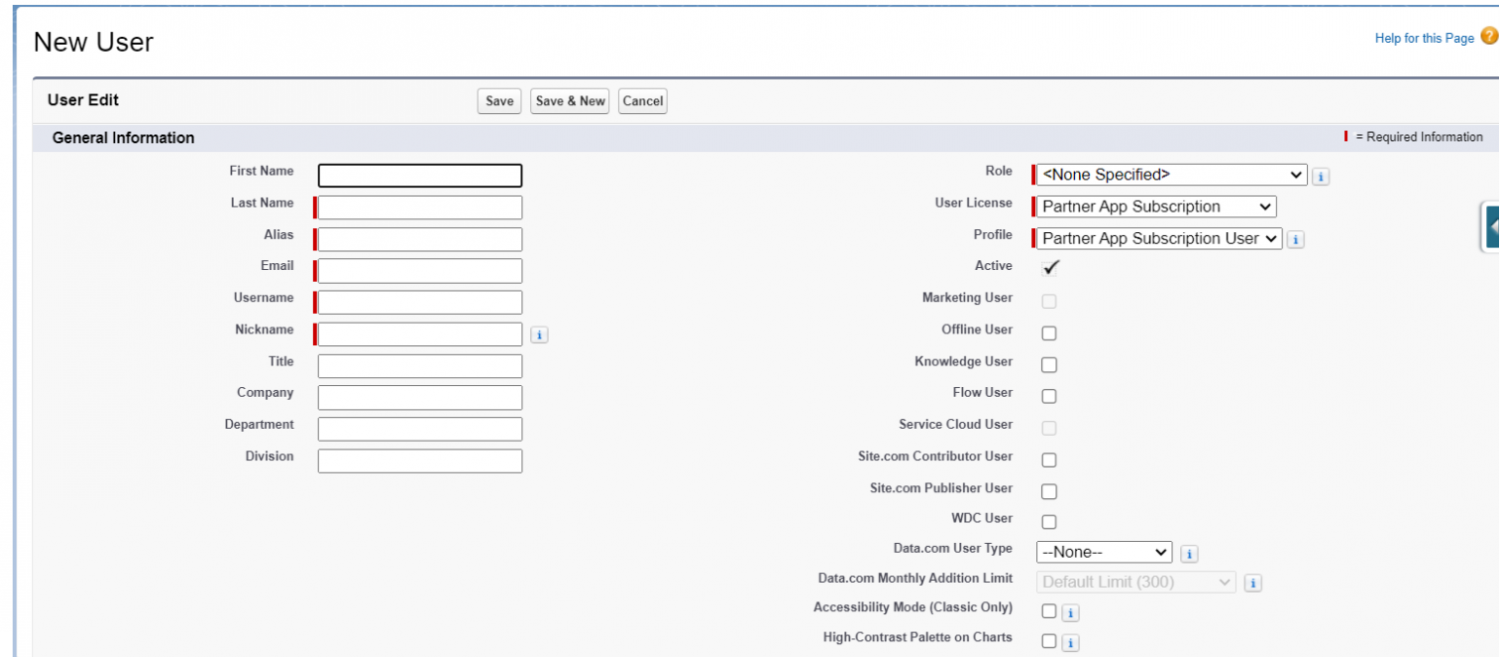 New User
Help for this Page ?
User Edit
Save
Save & New
Cancel
General Information
= Required Information
First Name
Last Name
Alias
Email
Username
Nickname
i
Title
Company
Department
Division
Role
<None Specified>
i
User License
Partner App Subscription
Profile
Partner App Subscription User
i
Active
Marketing User
Offline User
Knowledge User
Flow User
Service Cloud User
Site.com Contributor User
Site.com Publisher User
WDC User
Data.com User Type
--None--
i
Data.com Monthly Addition Limit
Default Limit (300)
i
Accessibility Mode (Classic Only)
i
High-Contrast Palette on Charts
i